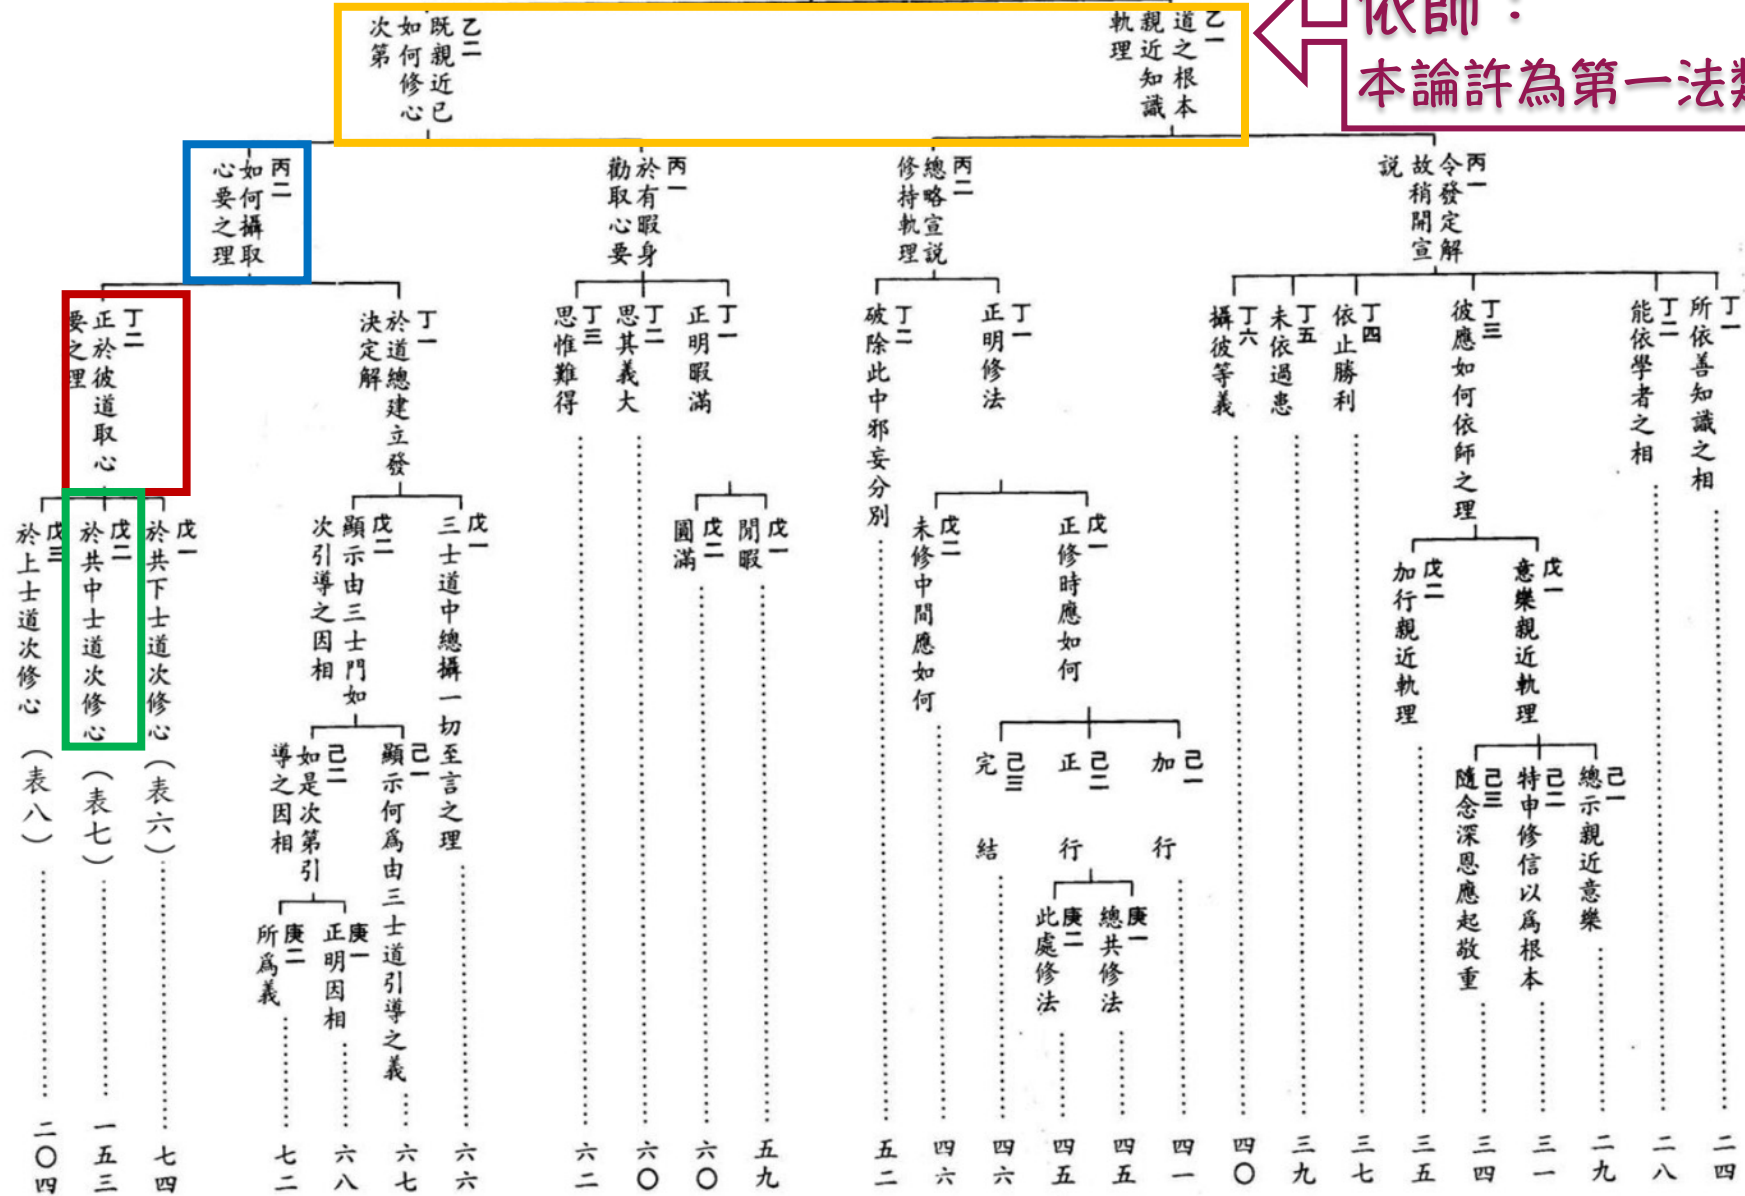 依師：
本論許為第一法類
乙一
道之根本
親近知識
軌理
乙二
既親近已
如何修心
次第
丙一
令發定解
故稍開宣
說
丙二
總略宣說
修持軌理
丙一
於有暇身
勸取心要
丙二
如何攝取
心要之理
丁一
所依善知識之相
二四
丁二
能依學者之相
二八
丁三
彼應如何依師之理
戊一
意樂親近軌理
己一
總示親近意樂
二九
己二
特申修信以為根本
三一
己三
隨念深恩應起敬重
三四
戊二
加行親近軌理
三五
丁四
依止勝利
三七
丁五
未依過患
三九
丁六
攝彼等義
四〇
丁一
正明修法
戊一
正修時應如何
己一
加行
四一
己二
正行
庚一
總共修法
四五
庚二
此處修法
四五
己三
完結
四六
戊二
未修中間應如何
四六
丁二
破除此中邪妄分別
五二
丁一
正明暇滿
戊一
閒暇
五九
戊二
圓滿
六〇
丁二
思其義大
六〇
丁三
思惟難得
六二
丁一
於道總建立發
決定解
戊一
三士道中總攝一切至言之理
六六
戊二
顯示由三士門如
次引導之因相
己一
顯示何為由三士道引導之義
六七
己二
如是次第引
導之因相
庚一
正明因相
六八
庚二
所為義
七二
丁二
正於彼道取心
要之理
戊一
於共下士道次修心（表六）
七四
戊二
於共中士道次修心（表七）
一五三
戊三
於上士道次修心（表八）
二〇四